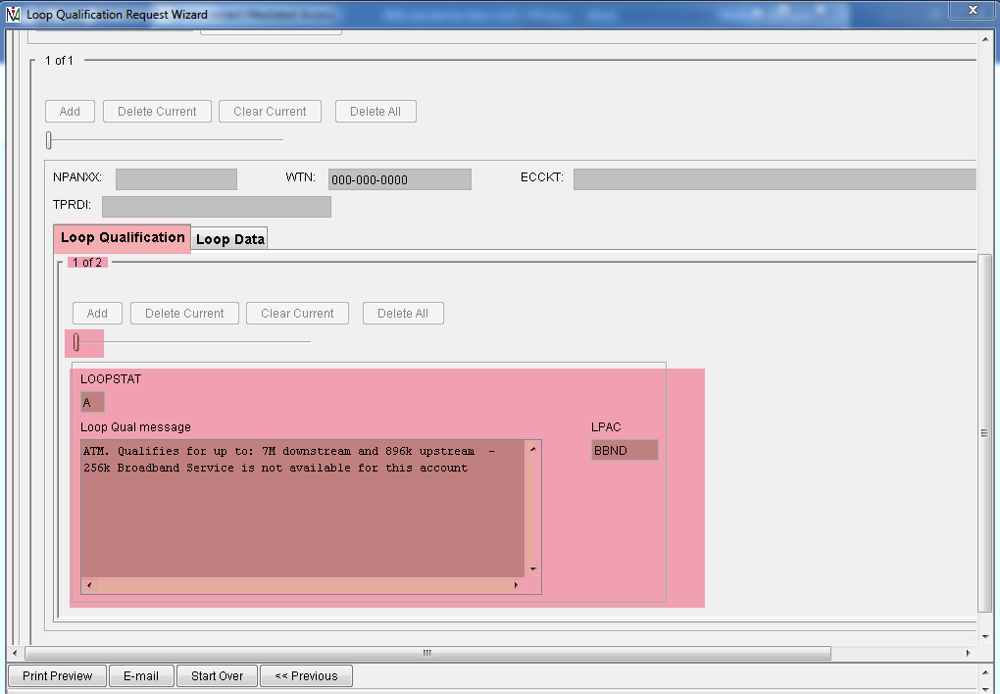 Loop Qualification Request Wizard
1 of 1
Add Delete Current Clear Current Delete All
NPANXX: WTN: 000-000-0000 ECCKT:
TPRDI:
Loop Qualification Loop Data
1 of 2
Add Delete Current Clear Current Delete All
LOOPSTAT
A
Loop Qual message LPAC
BBND
ATM. Qualifies for up to: 7M downstream and 896k upstream -
256k Broadband Service is not available for this account
Print Preview E-mail Start Over << Previous